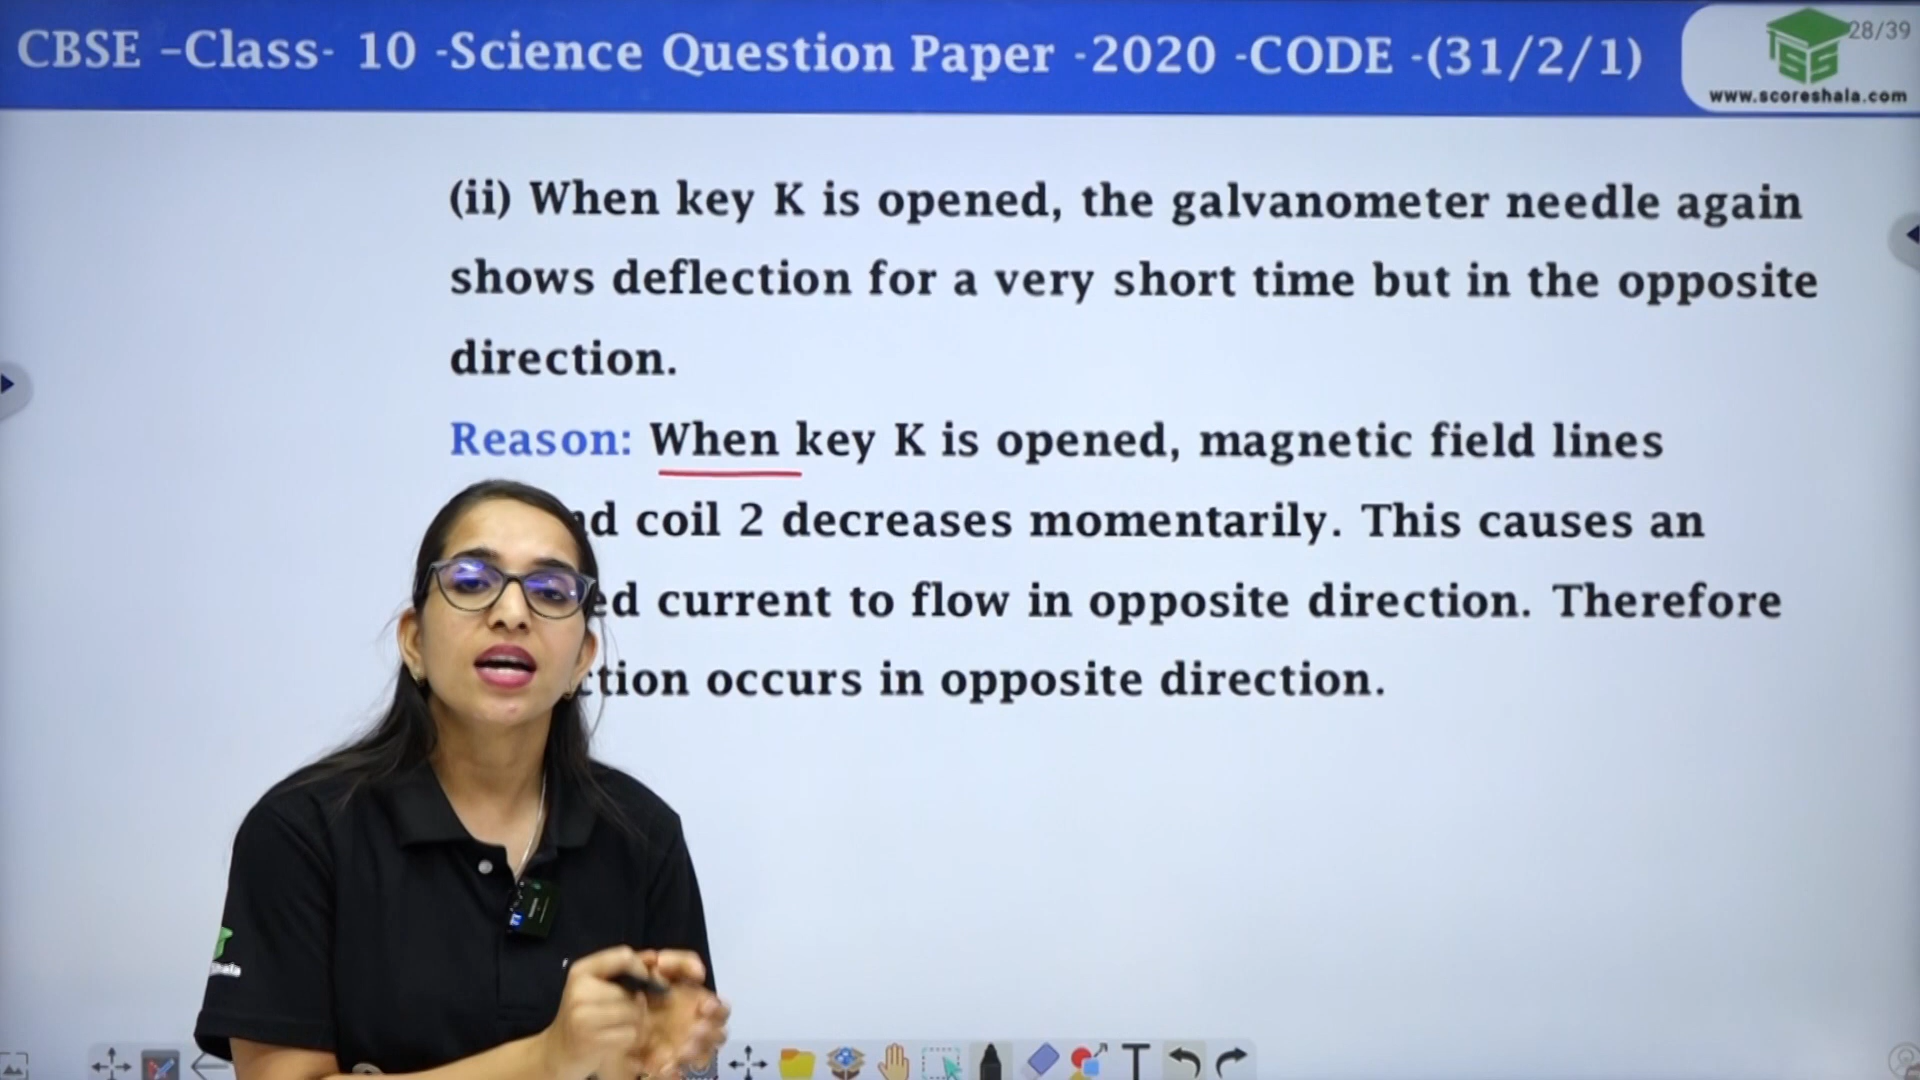 CBSE –Class- 10 -Science Question Paper -2020 -CODE -(31/2/1)
28/39
www.scoreshala.com
(ii) When key K is opened, the galvanometer needle again
shows deflection for a very short time but in the opposite
direction.
Reason: When key K is opened, magnetic field lines
nd coil 2 decreases momentarily. This causes an
ed current to flow in opposite direction. Therefore
ction occurs in opposite direction.
T